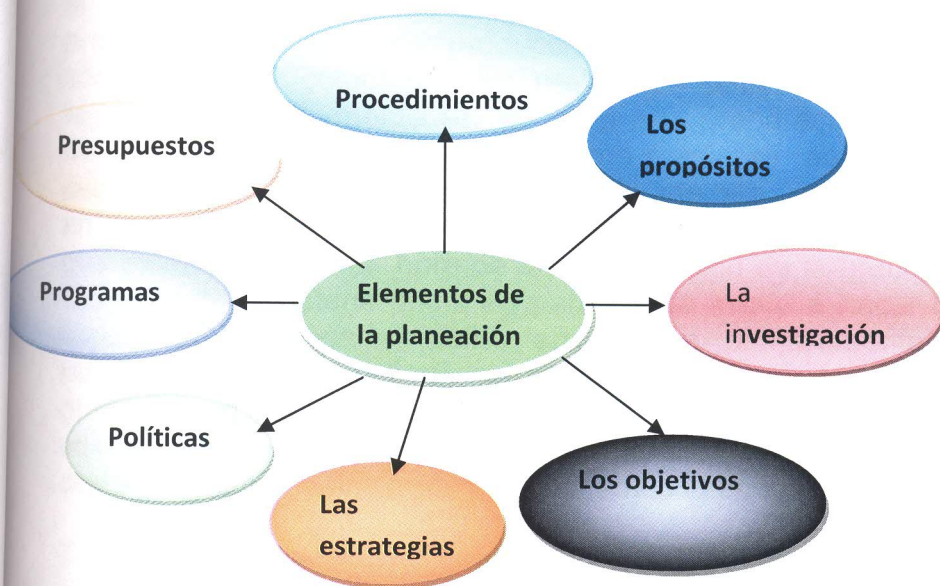 Procedimientos
Los
propósitos
Presupuestos
Elementos de
la planeación
Programas
La
investigación
Políticas
Los objetivos
Las
estrategias